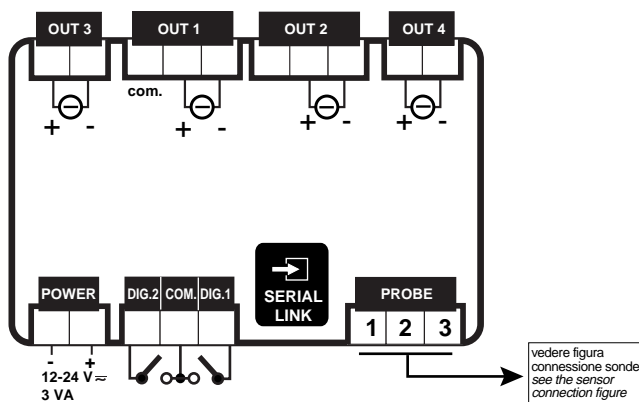 OUT 3 OUT 1 OUT 2 OUT 4
com.
+ - + - + - + -
POWER DIG.2 COM. DIG.1 SERIAL LINK PROBE
1 2 3
- +
12-24 V⎓
3 VA
vedere figura
connessione sonde
see the sensor
connection figure